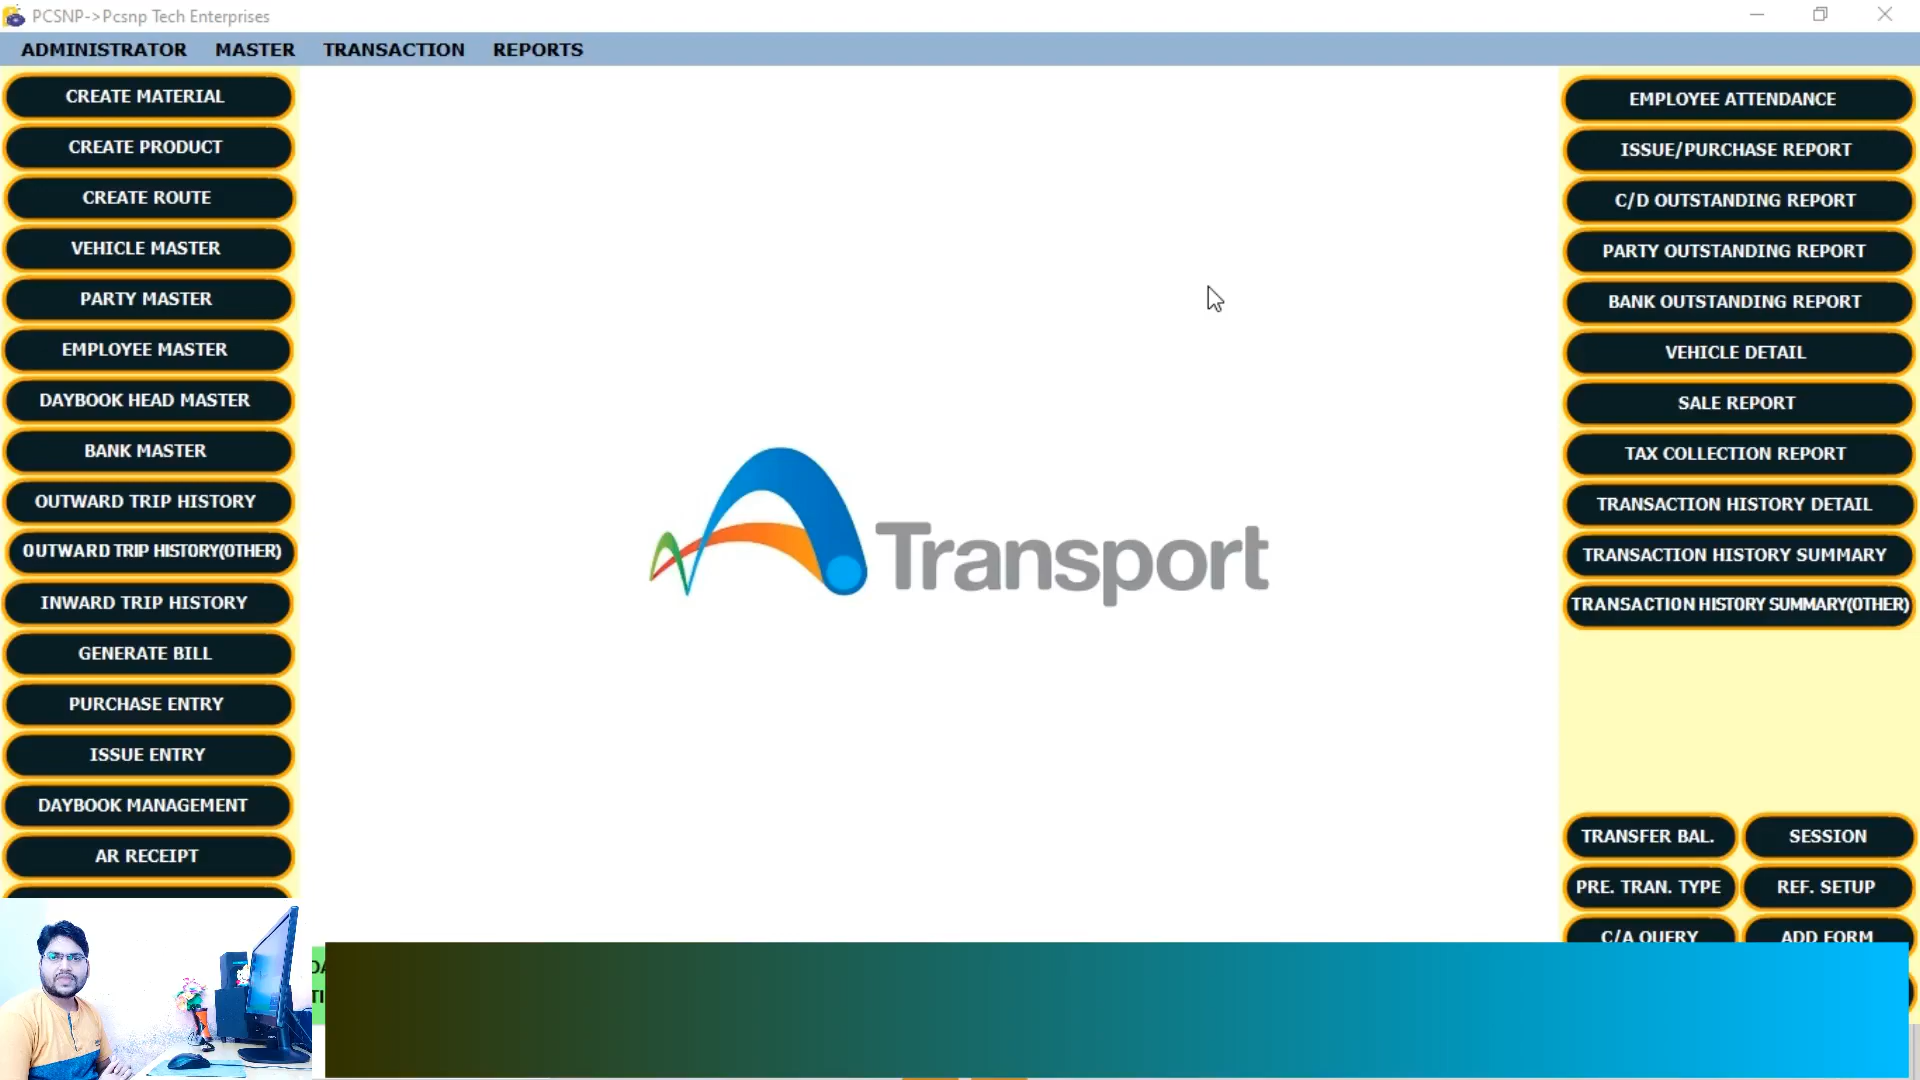 PCSNP->Pcsnp Tech Enterprises
ADMINISTRATOR MASTER TRANSACTION REPORTS
CREATE MATERIAL
CREATE PRODUCT
CREATE ROUTE
VEHICLE MASTER
PARTY MASTER
EMPLOYEE MASTER
DAYBOOK HEAD MASTER
BANK MASTER
OUTWARD TRIP HISTORY
OUTWARD TRIP HISTORY(OTHER)
INWARD TRIP HISTORY
GENERATE BILL
PURCHASE ENTRY
ISSUE ENTRY
DAYBOOK MANAGEMENT
AR RECEIPT
Transport
EMPLOYEE ATTENDANCE
ISSUE/PURCHASE REPORT
C/D OUTSTANDING REPORT
PARTY OUTSTANDING REPORT
BANK OUTSTANDING REPORT
VEHICLE DETAIL
SALE REPORT
TAX COLLECTION REPORT
TRANSACTION HISTORY DETAIL
TRANSACTION HISTORY SUMMARY
TRANSACTION HISTORY SUMMARY(OTHER)
TRANSFER BAL. SESSION
PRE. TRAN. TYPE REF. SETUP
C/A QUERY ADD FORM